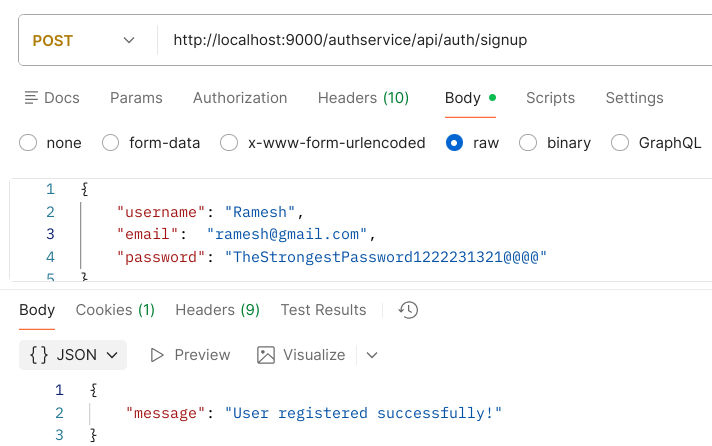 POST http://localhost:9000/authservice/api/auth/signup
Docs Params Authorization Headers (10) Body Scripts Settings
none form-data x-www-form-urlencoded raw binary GraphQL
1 {
2 "username": "Ramesh",
3 "email":  "ramesh@gmail.com",
4 "password": "TheStrongestPassword1222231321@@@@"
5 }
Body Cookies (1) Headers (9) Test Results
{} JSON Preview Visualize
1 {
2 "message": "User registered successfully!"
3 }